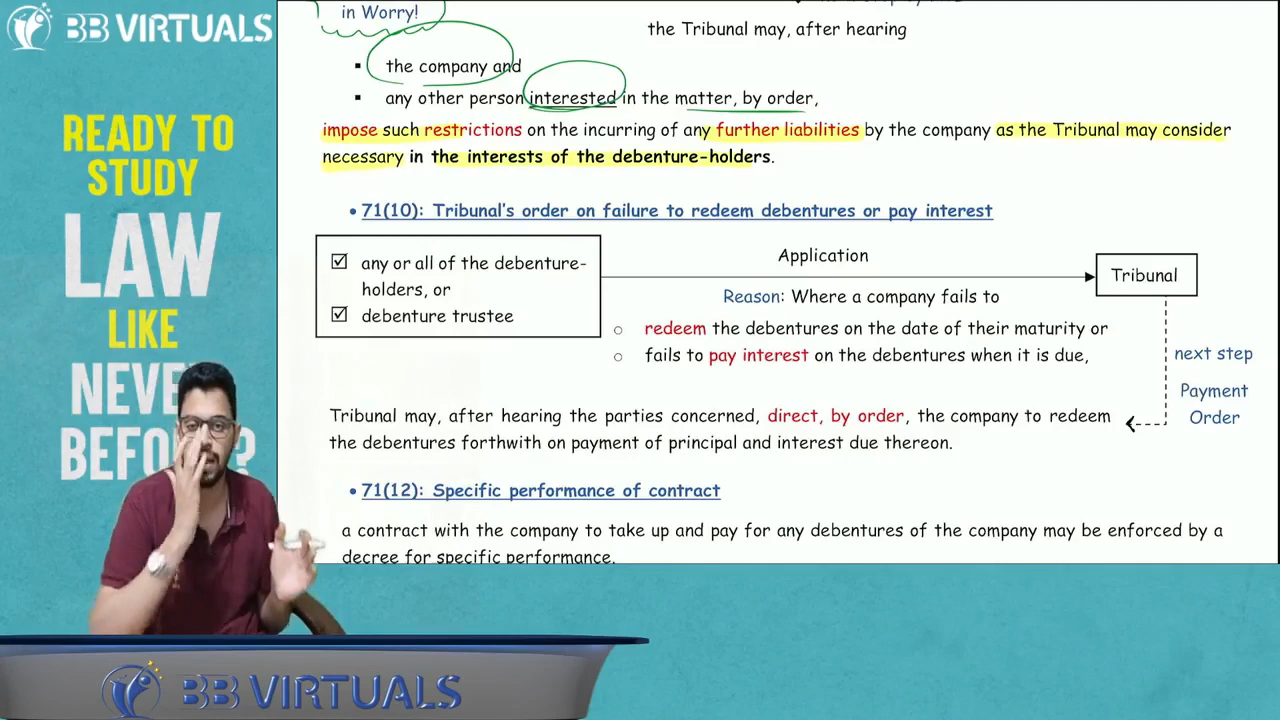 BB VIRTUALS
READY TO
STUDY
LAW
LIKE
BEFO
?
in Worry!
the Tribunal may, after hearing
▪ the company and
▪ any other person interested in the matter, by order,
impose such restrictions on the incurring of any further liabilities by the company as the Tribunal may consider
necessary in the interests of the debenture-holders.
• 71(10): Tribunal's order on failure to redeem debentures or pay interest
☑ any or all of the debenture-
holders, or
☑ debenture trustee
Application
Tribunal
Reason: Where a company fails to
○ redeem the debentures on the date of their maturity or
○ fails to pay interest on the debentures when it is due,
next step
Payment
Order
Tribunal may, after hearing the parties concerned, direct, by order, the company to redeem
the debentures forthwith on payment of principal and interest due thereon.
• 71(12): Specific performance of contract
a contract with the company to take up and pay for any debentures of the company may be enforced by a
decree for specific performance.
BB VIRTUALS